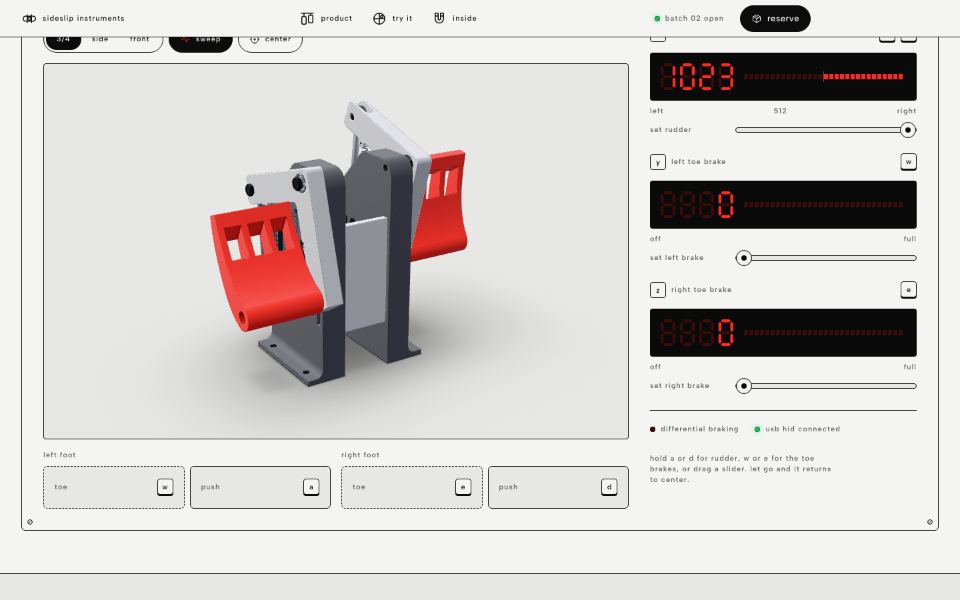 sideslip instruments
product
try it
inside
batch 02 open
reserve
3/4
side
front
sweep
center
1023
left
512
right
set rudder
y
left toe brake
w
0
off
full
set left brake
z
right toe brake
e
0
off
full
set right brake
differential braking
usb hid connected
hold a or d for rudder, w or e for the toe
brakes, or drag a slider. let go and it returns
to center.
left foot
right foot
toe
w
push
a
toe
e
push
d